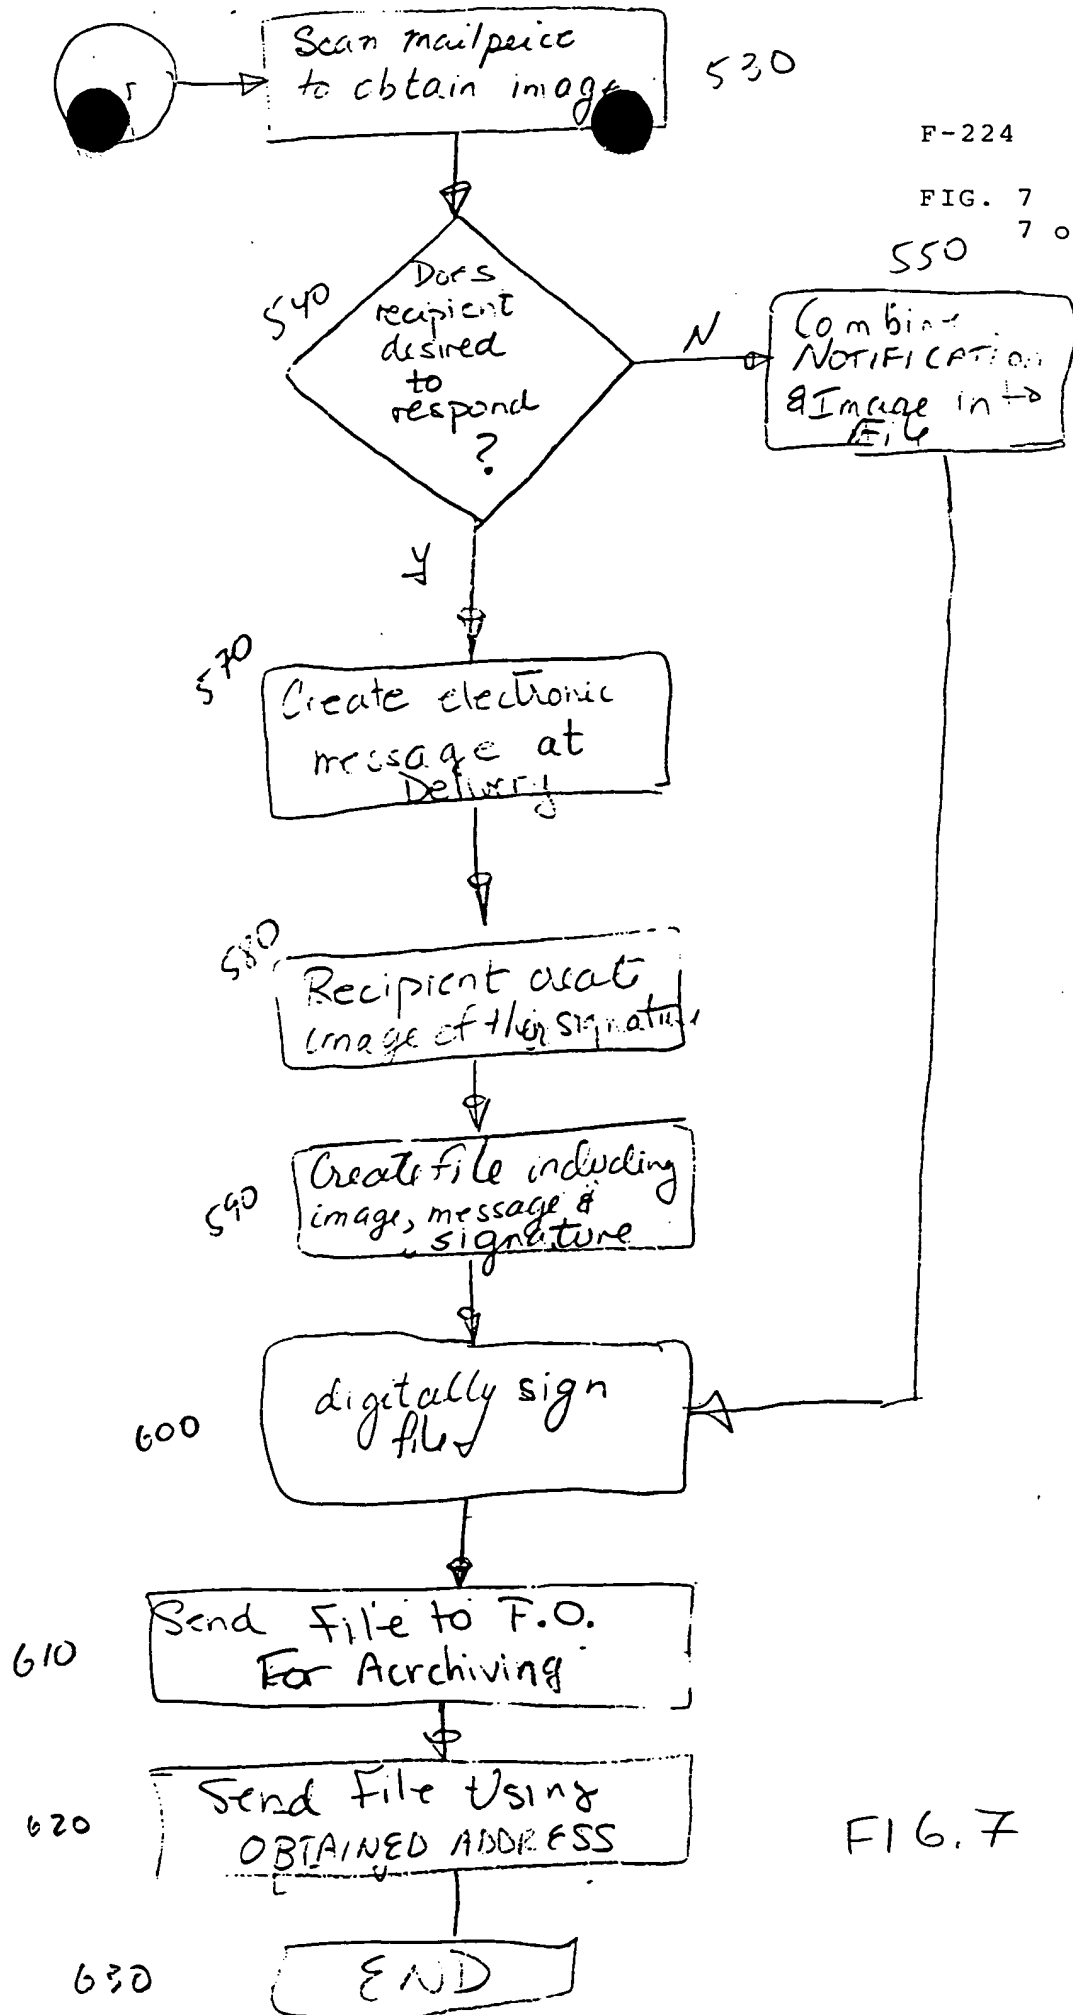 Scan mailpeice
to obtain image
530
F-224
FIG. 7
7 o
550
540
Does
recipient
desired
to
respond
?
N
Combine
NOTIFICATION
& Image into
File
Y
570
Create electronic
message at
Delivery
580
Recipient creat
image of their signature
590
Create file including
image, message &
signature
600
digitally sign
files
610
Send File to P.O.
For Acrchiving
620
Send File Using
OBTAINED ADDRESS
FIG. 7
630
END